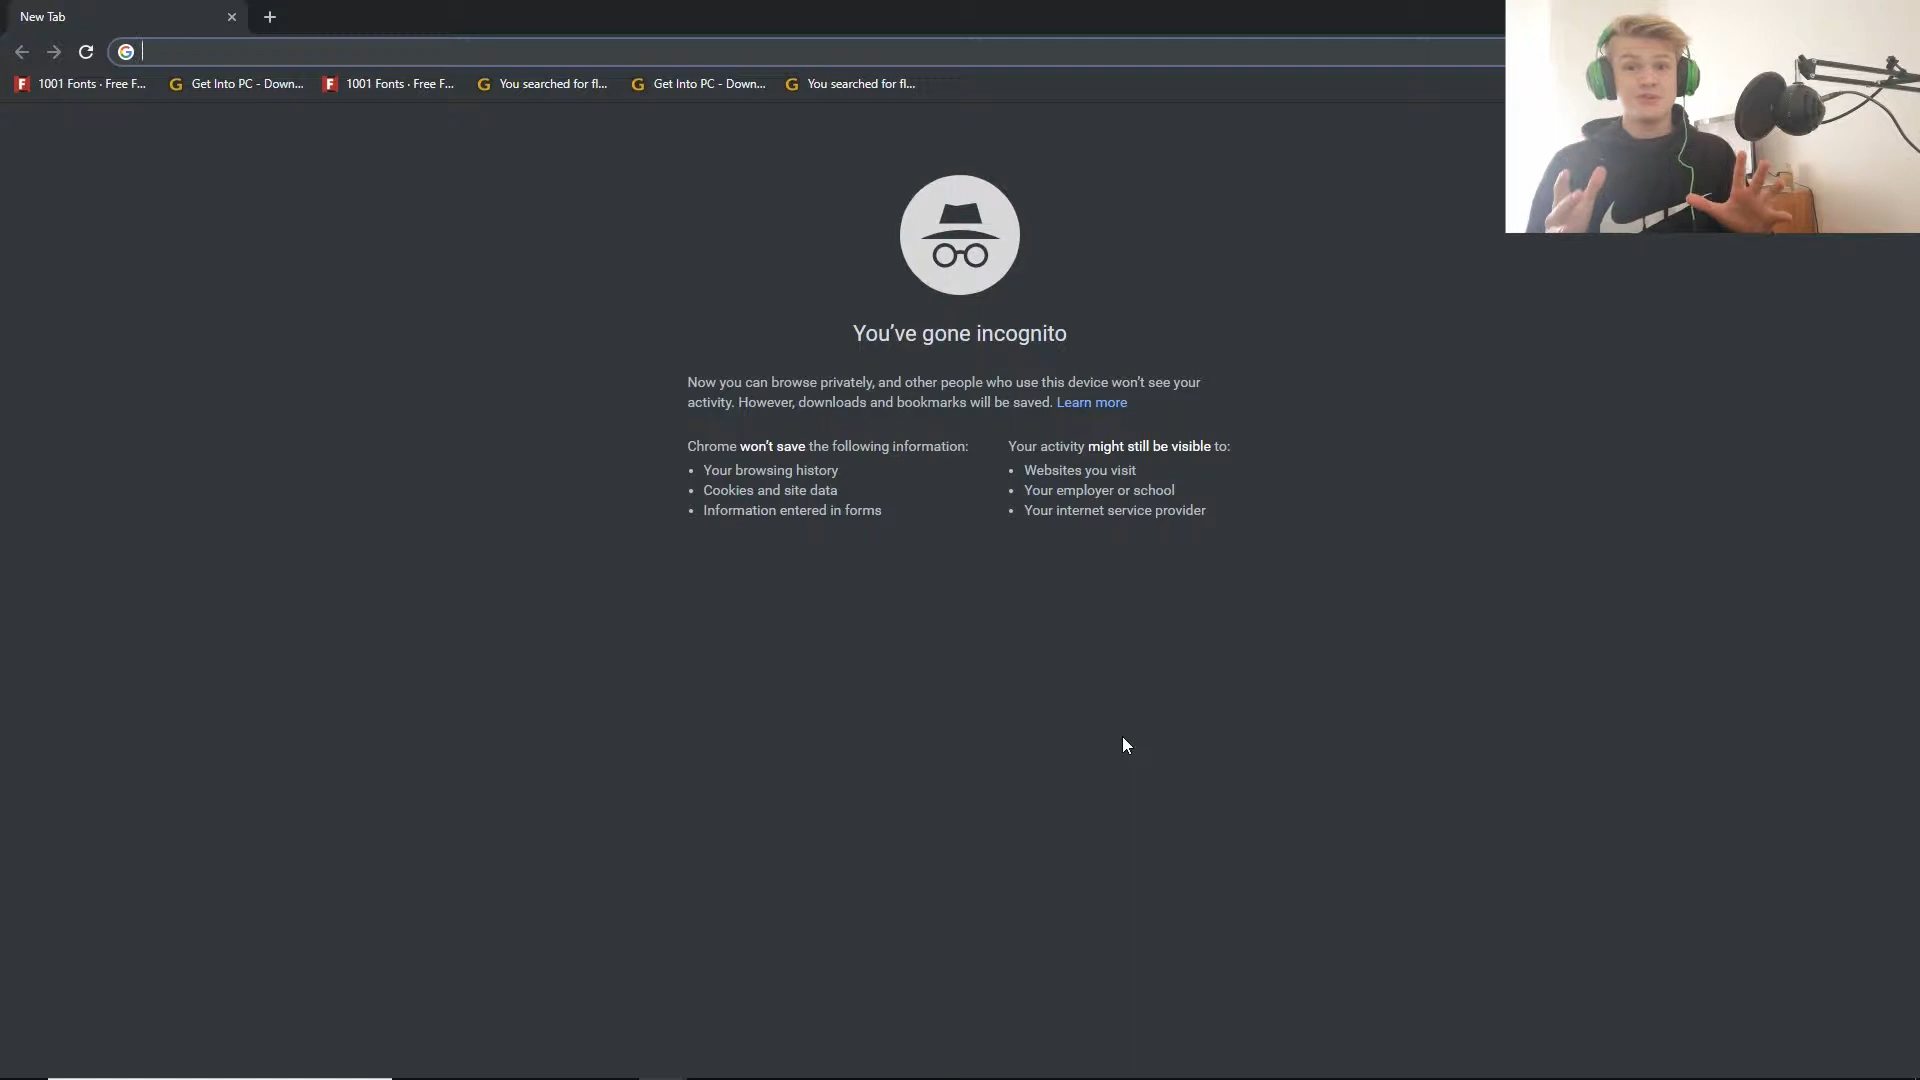 New Tab
1001 Fonts · Free F...
Get Into PC - Down...
1001 Fonts · Free F...
You searched for fl...
Get Into PC - Down...
You searched for fl...
You've gone incognito
Now you can browse privately, and other people who use this device won't see your
activity. However, downloads and bookmarks will be saved. Learn more
Chrome won't save the following information:
Your browsing history
Cookies and site data
Information entered in forms
Your activity might still be visible to:
Websites you visit
Your employer or school
Your internet service provider